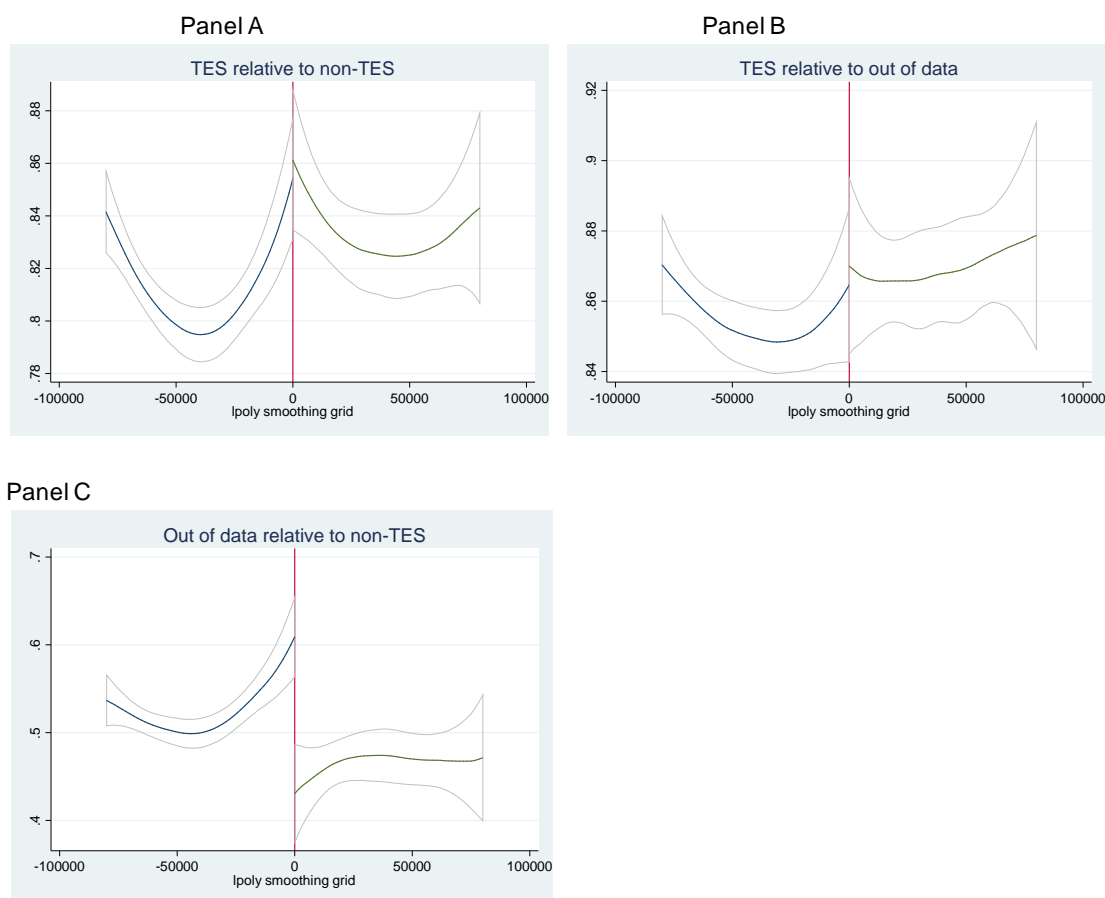 Panel A
TES relative to non-TES
.88
.86
.84
.82
.8
.78
-100000 -50000 0 50000 100000
lpoly smoothing grid
Panel B
TES relative to out of data
.92
.9
.88
.86
.84
-100000 -50000 0 50000 100000
lpoly smoothing grid
Panel C
Out of data relative to non-TES
.7
.6
.5
.4
-100000 -50000 0 50000 100000
lpoly smoothing grid